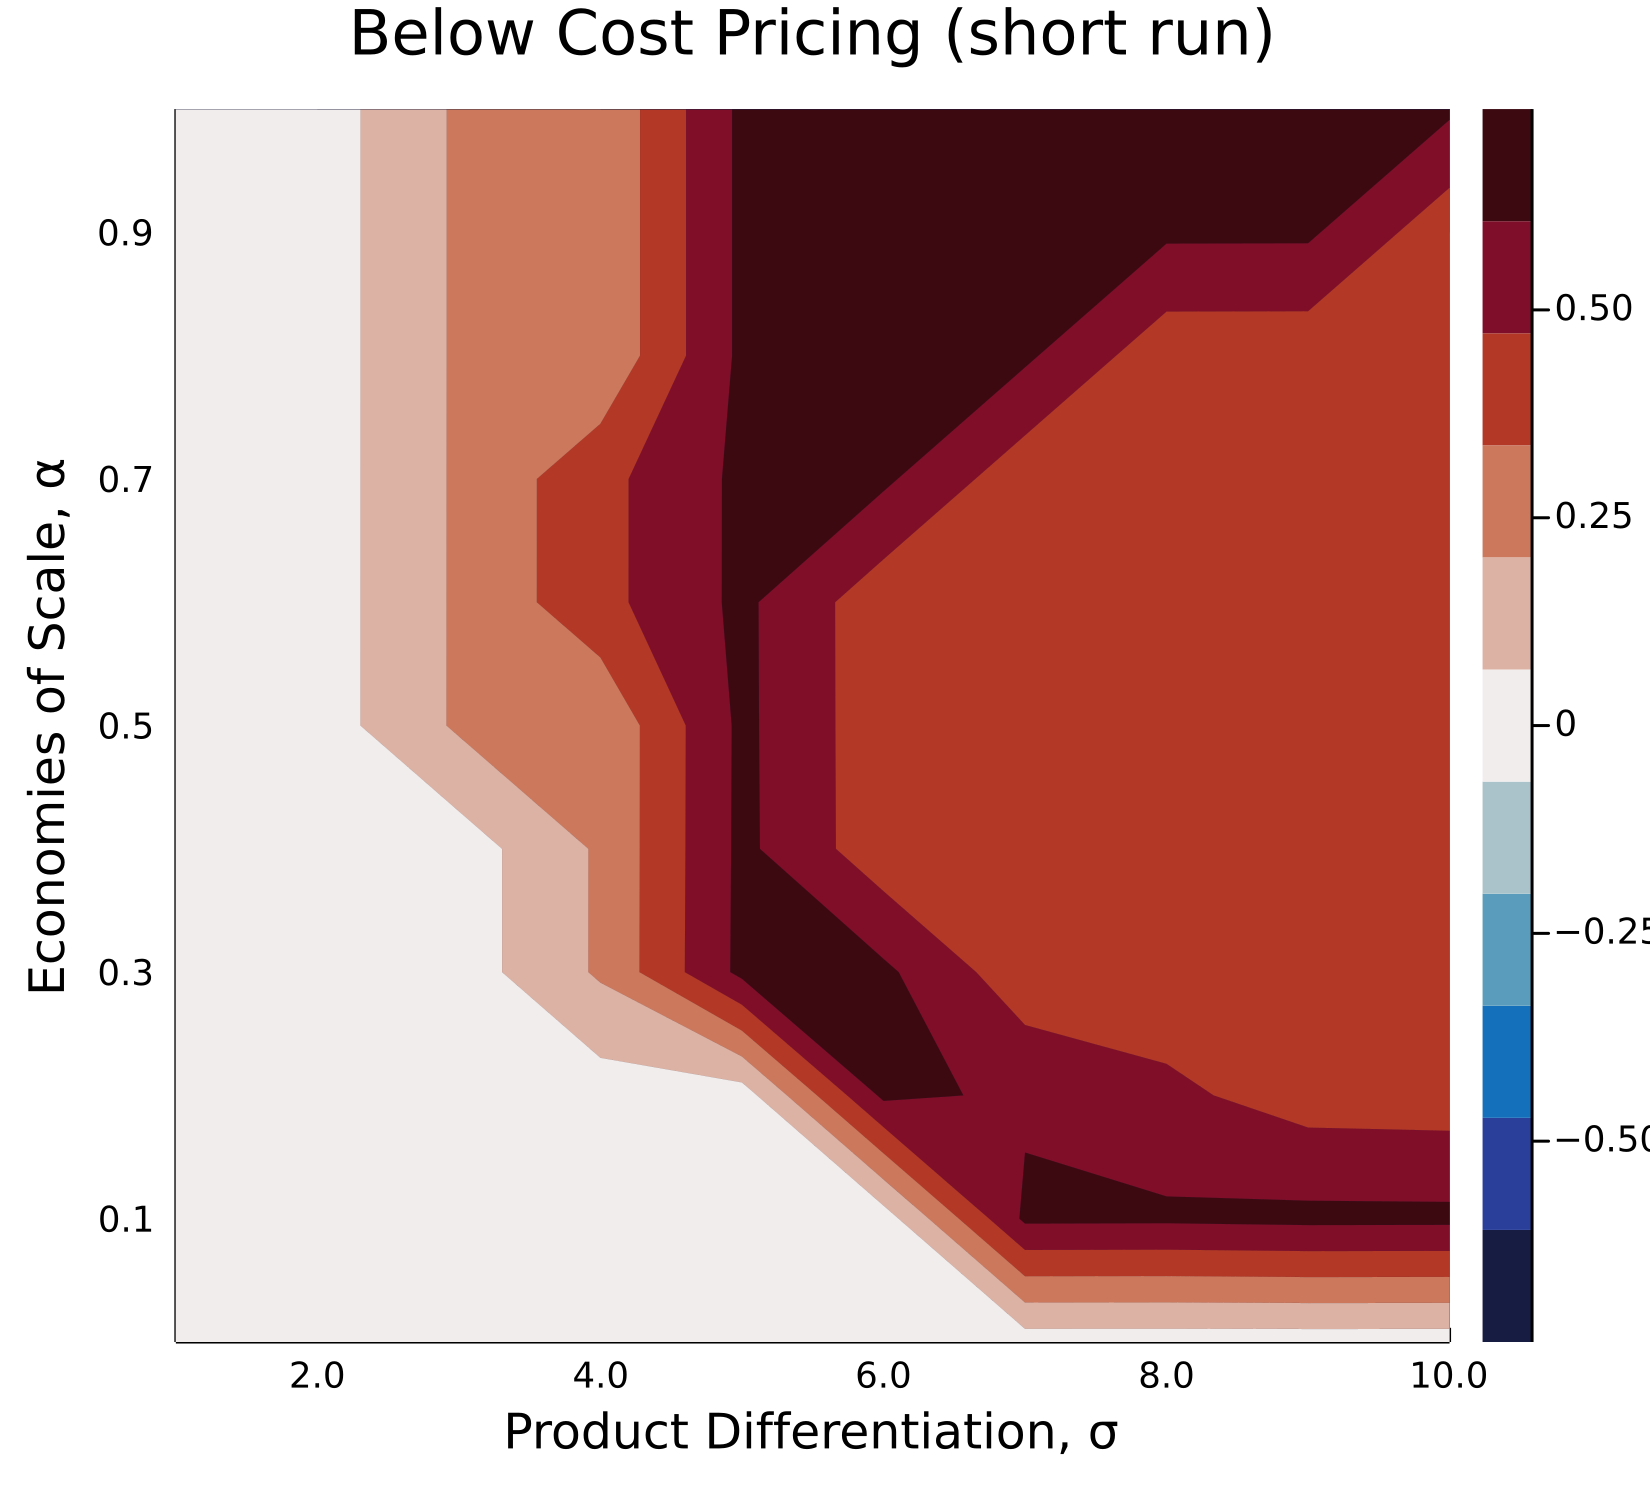 Below Cost Pricing (short run)
Economies of Scale, α
0.9
0.7
0.5
0.3
0.1
2.0 4.0 6.0 8.0 10.0
Product Differentiation, σ
0.50
0.25
0
−0.25
−0.50